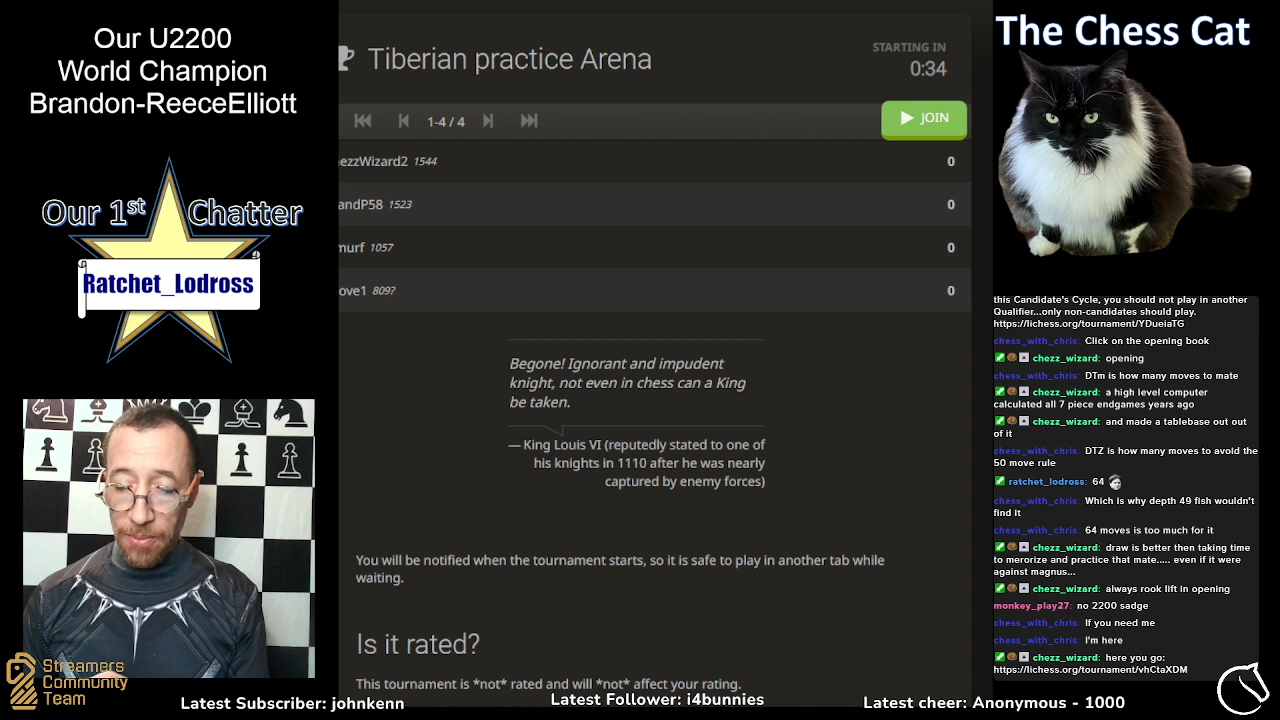 Our U2200
World Champion
Brandon-ReeceElliott
Our 1st Chatter
Ratchet_Lodross
Streamers
Community
Team
Tiberian practice Arena
STARTING IN
0:34
1-4 / 4
JOIN
ezzWizard2 1544 0
andP58 1523 0
murf 1057 0
ove1 809? 0
Begone! Ignorant and impudent
knight, not even in chess can a King
be taken.
— King Louis VI (reputedly stated to one of
his knights in 1110 after he was nearly
captured by enemy forces)
You will be notified when the tournament starts, so it is safe to play in another tab while
waiting.
Is it rated?
This tournament is *not* rated and will *not* affect your rating.
The Chess Cat
this Candidate's Cycle, you should not play in another
Qualifier...only non-candidates should play.
https://lichess.org/tournament/YDueiaTG
chess_with_chris: Click on the opening book
chezz_wizard: opening
chess_with_chris: DTm is how many moves to mate
chezz_wizard: a high level computer
calculated all 7 piece endgames years ago
chezz_wizard: and made a tablebase out out
of it
chess_with_chris: DTZ is how many moves to avoid the
50 move rule
ratchet_lodross: 64
chess_with_chris: Which is why depth 49 fish wouldn't
find it
chess_with_chris: 64 moves is too much for it
chezz_wizard: draw is better then taking time
to merorize and practice that mate..... even if it were
against magnus...
chezz_wizard: always rook lift in opening
monkey_play27: no 2200 sadge
chess_with_chris: If you need me
chess_with_chris: I'm here
chezz_wizard: here you go:
https://lichess.org/tournament/vhCtaXDM
Latest Subscriber: johnkenn
Latest Follower: i4bunnies
Latest cheer: Anonymous - 1000